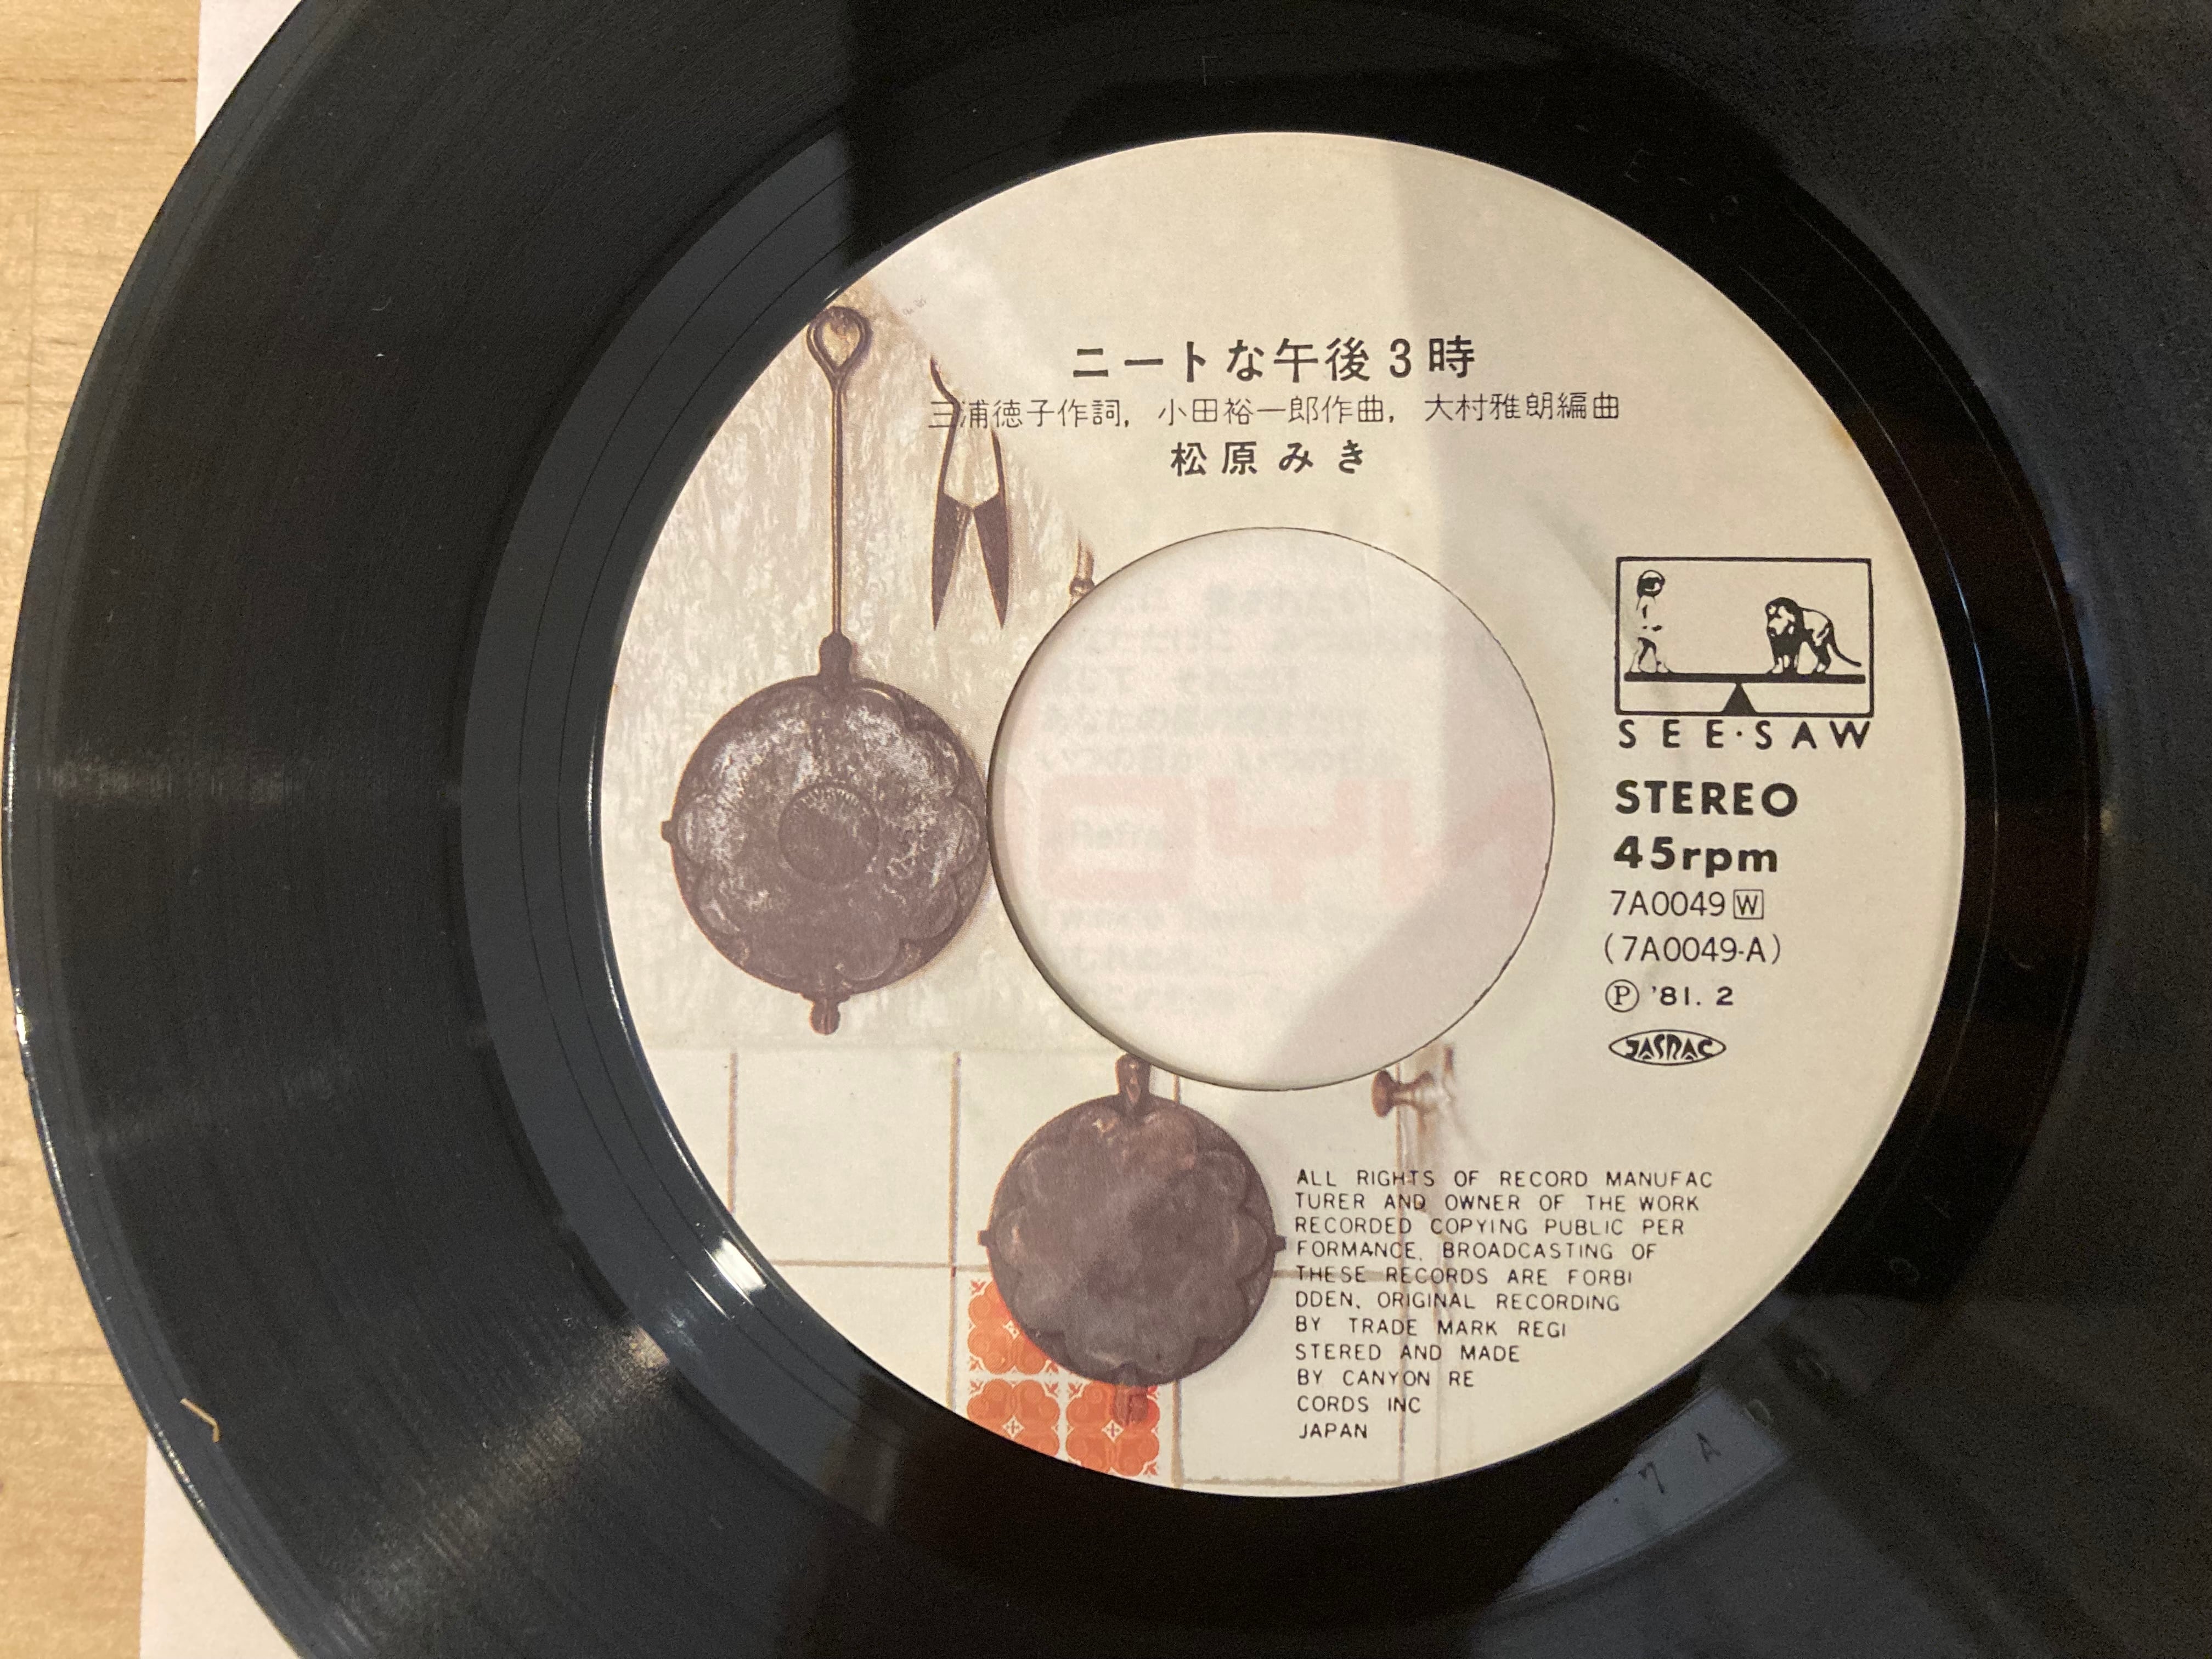 ニートな午後3時
三浦徳子作詞, 小田裕一郎作曲, 大村雅朗編曲
松原みき
SEE·SAW
STEREO
45rpm
7A0049 W
(7A0049-A)
Ⓟ '81. 2
JASRAC
ALL RIGHTS OF RECORD MANUFAC
TURER AND OWNER OF THE WORK
RECORDED COPYING PUBLIC PER
FORMANCE, BROADCASTING OF
THESE RECORDS ARE FORBI
DDEN, ORIGINAL RECORDING
BY TRADE MARK REGI
STERED AND MADE
BY CANYON RE
CORDS INC
JAPAN
7 A